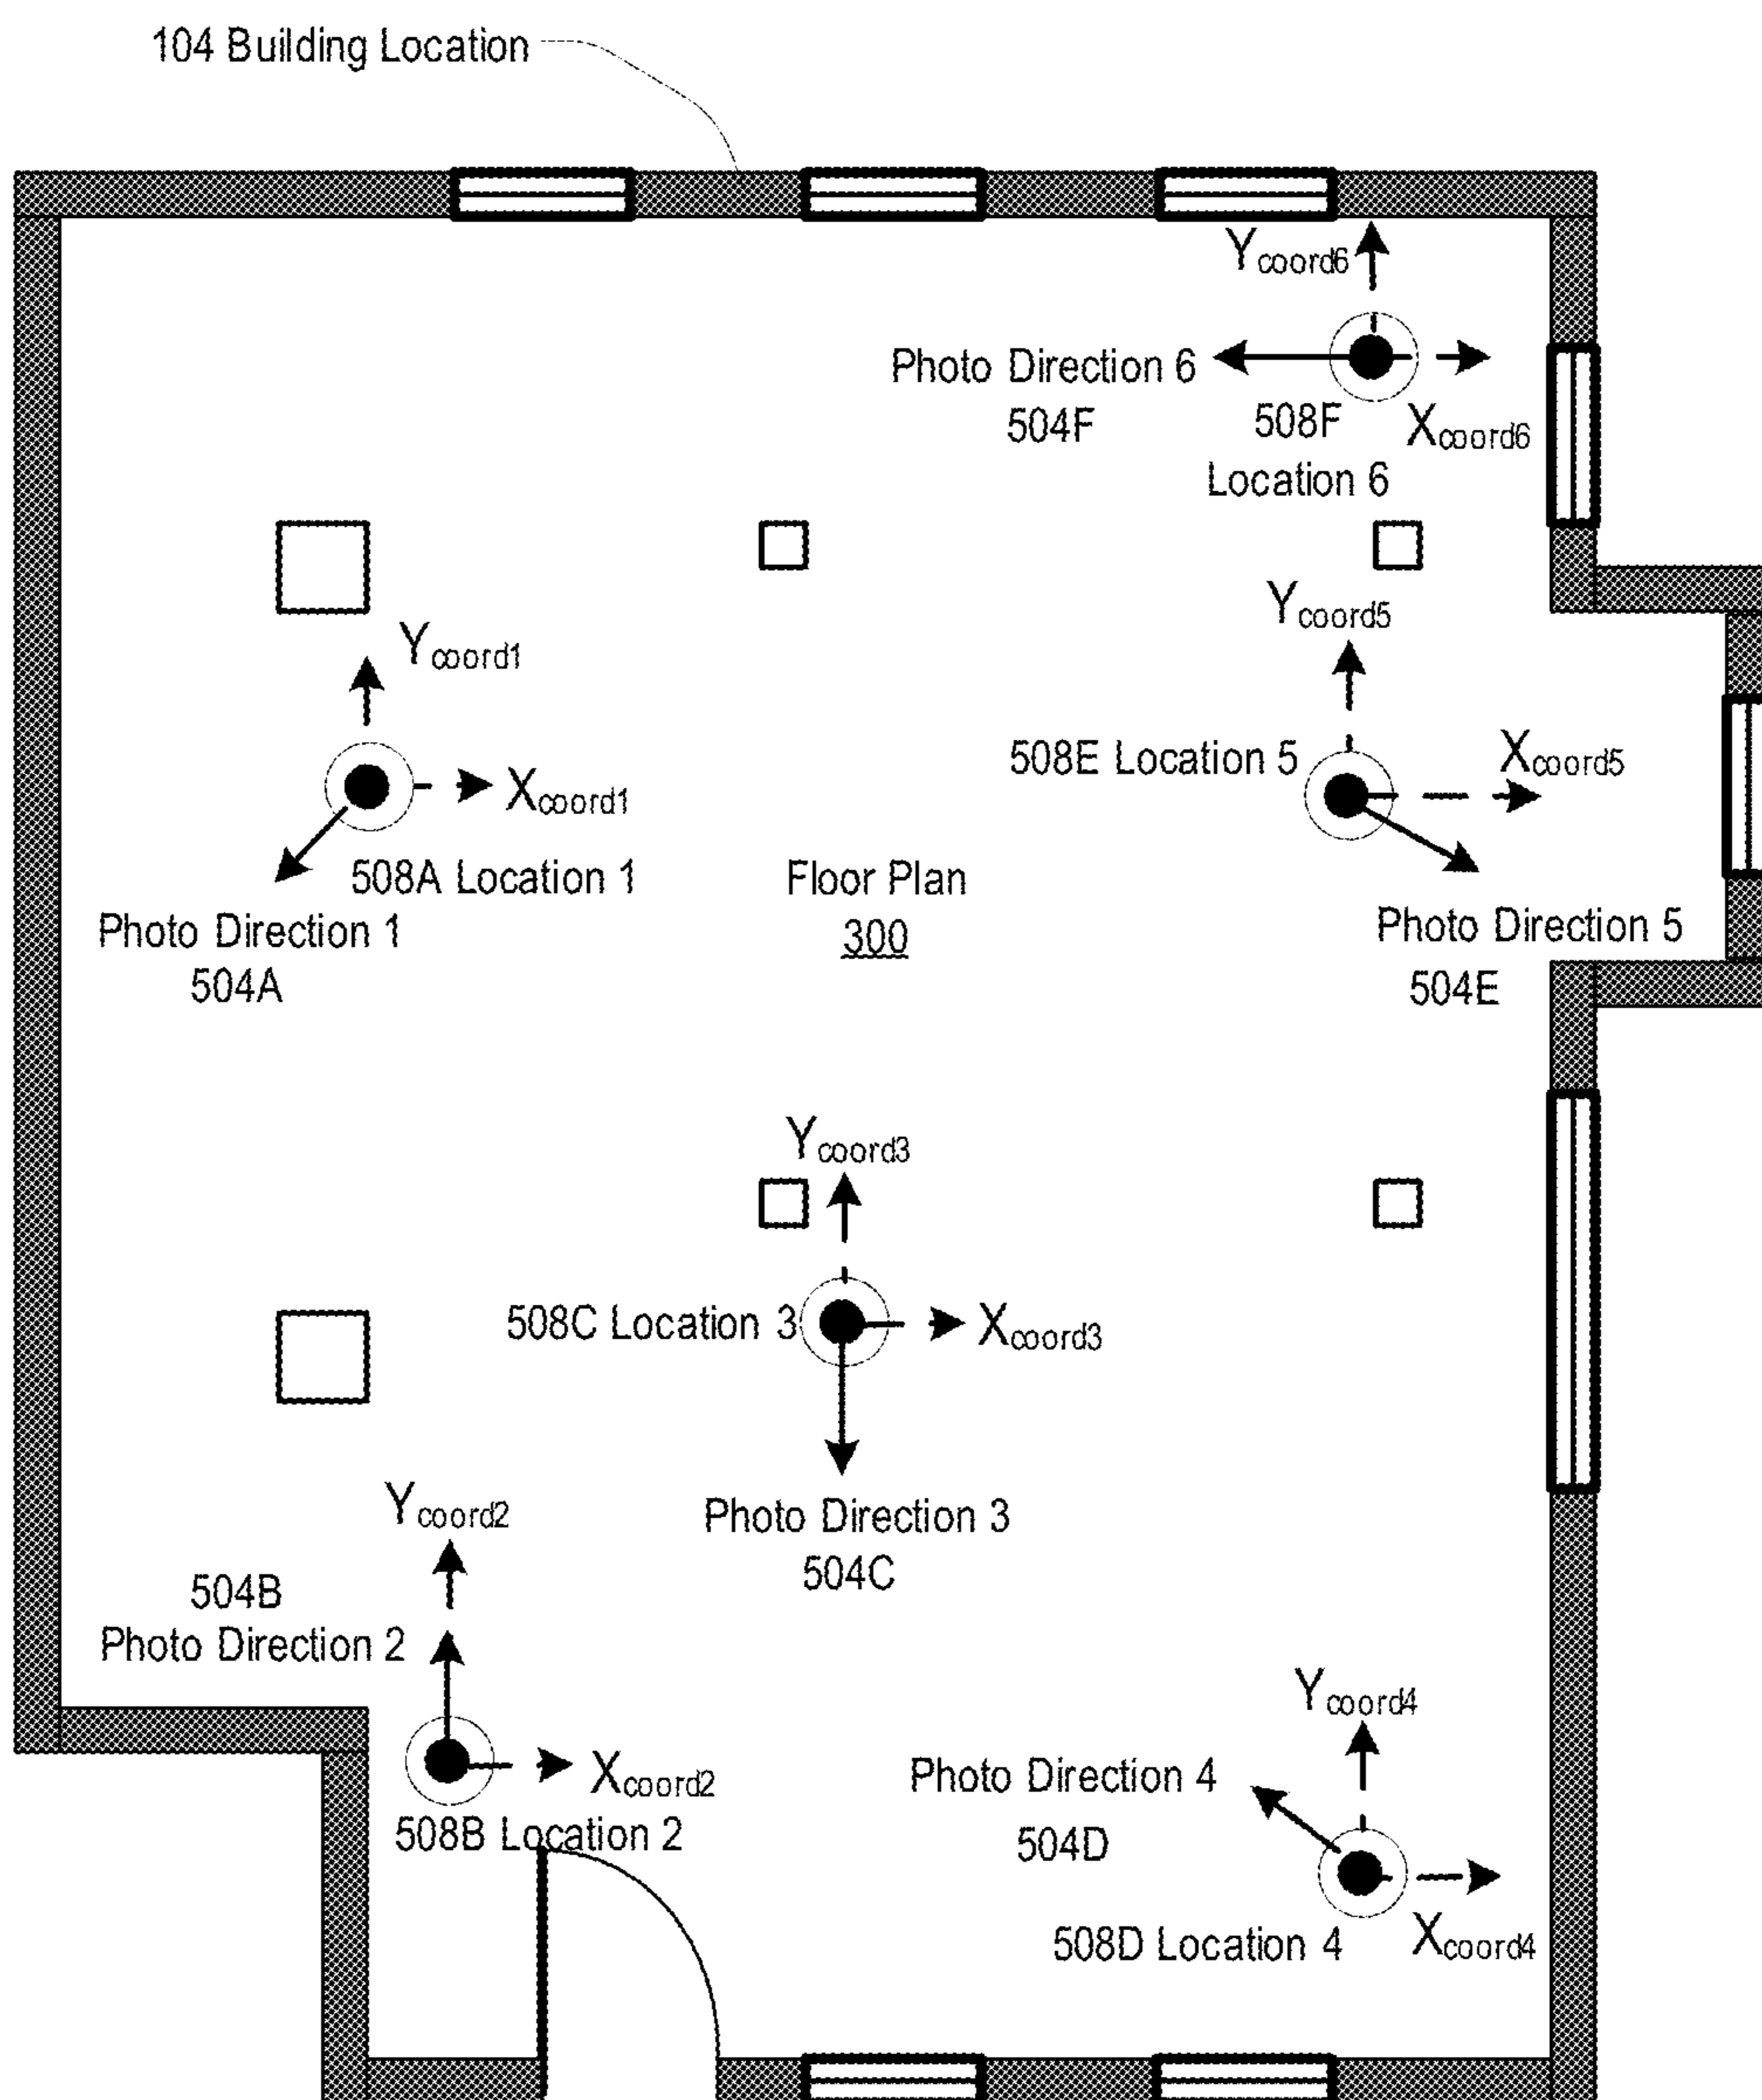 104 Building Location
Ycoord6
Photo Direction 6
504F
508F
Location 6
Xcoord6
Ycoord5
Ycoord1
508E Location 5
Xcoord5
Xcoord1
508A Location 1
Photo Direction 1
504A
Floor Plan
300
Photo Direction 5
504E
Ycoord3
508C Location 3
Xcoord3
Photo Direction 3
504C
Ycoord2
504B
Photo Direction 2
Xcoord2
508B Location 2
Ycoord4
Photo Direction 4
504D
508D Location 4
Xcoord4